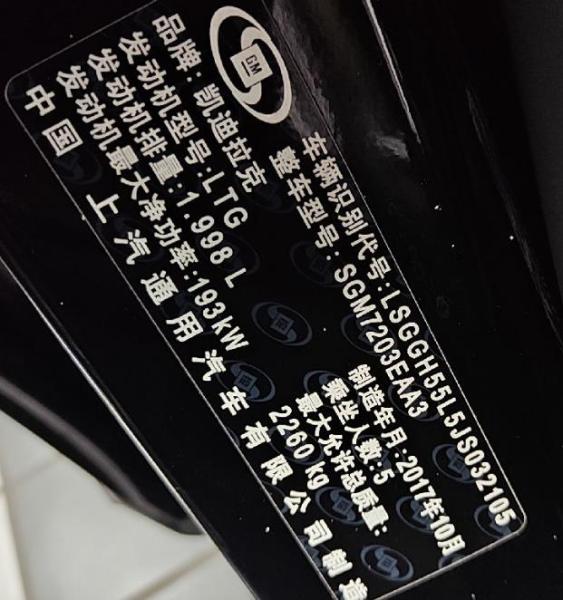 GM
车辆识别代号:LSGGH55L5JS032105
整车型号:SGM7203EAA3
品牌:凯迪拉克
制造年月:2017年10月
发动机型号:LTG
乘坐人数:5
发动机排量:1.998 L
最大允许总质量:
发动机最大净功率:193kW
2260 kg
中国 上汽通用汽车有限公司制造